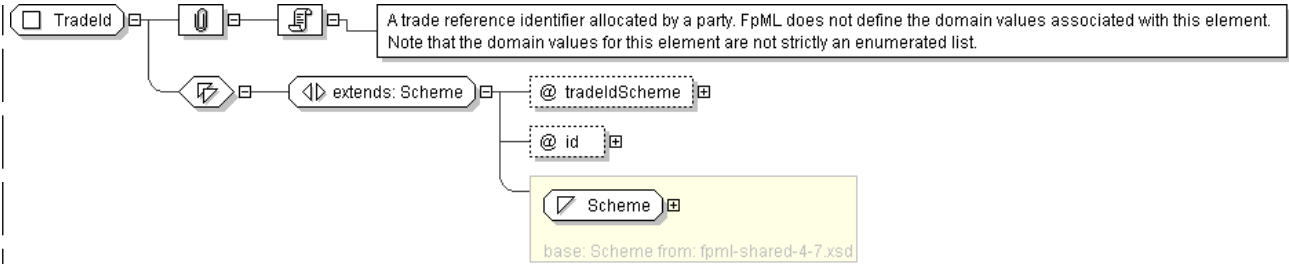 TradeId
A trade reference identifier allocated by a party. FpML does not define the domain values associated with this element.
Note that the domain values for this element are not strictly an enumerated list.
extends: Scheme
@ tradeIdScheme
@ id
Scheme
base: Scheme from: fpml-shared-4-7.xsd